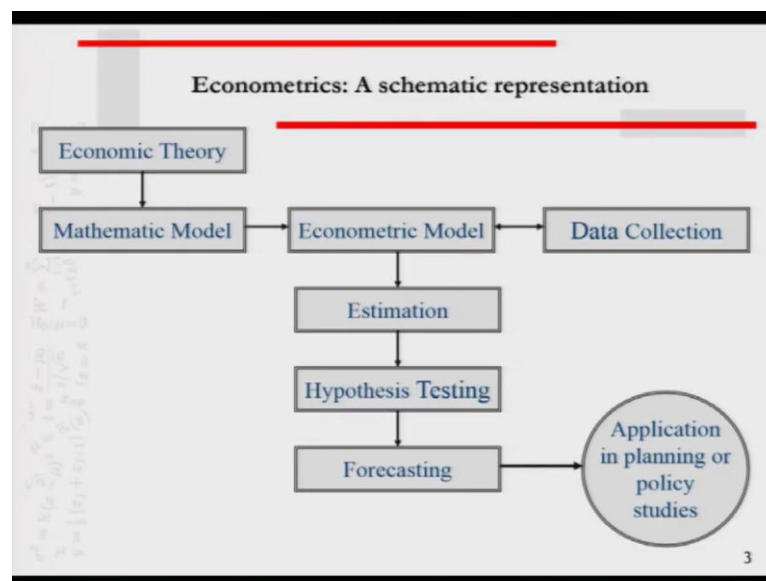 Econometrics: A schematic representation
Economic Theory
Mathematic Model
Econometric Model
Data Collection
Estimation
Hypothesis Testing
Forecasting
Application
in planning or
policy
studies
3